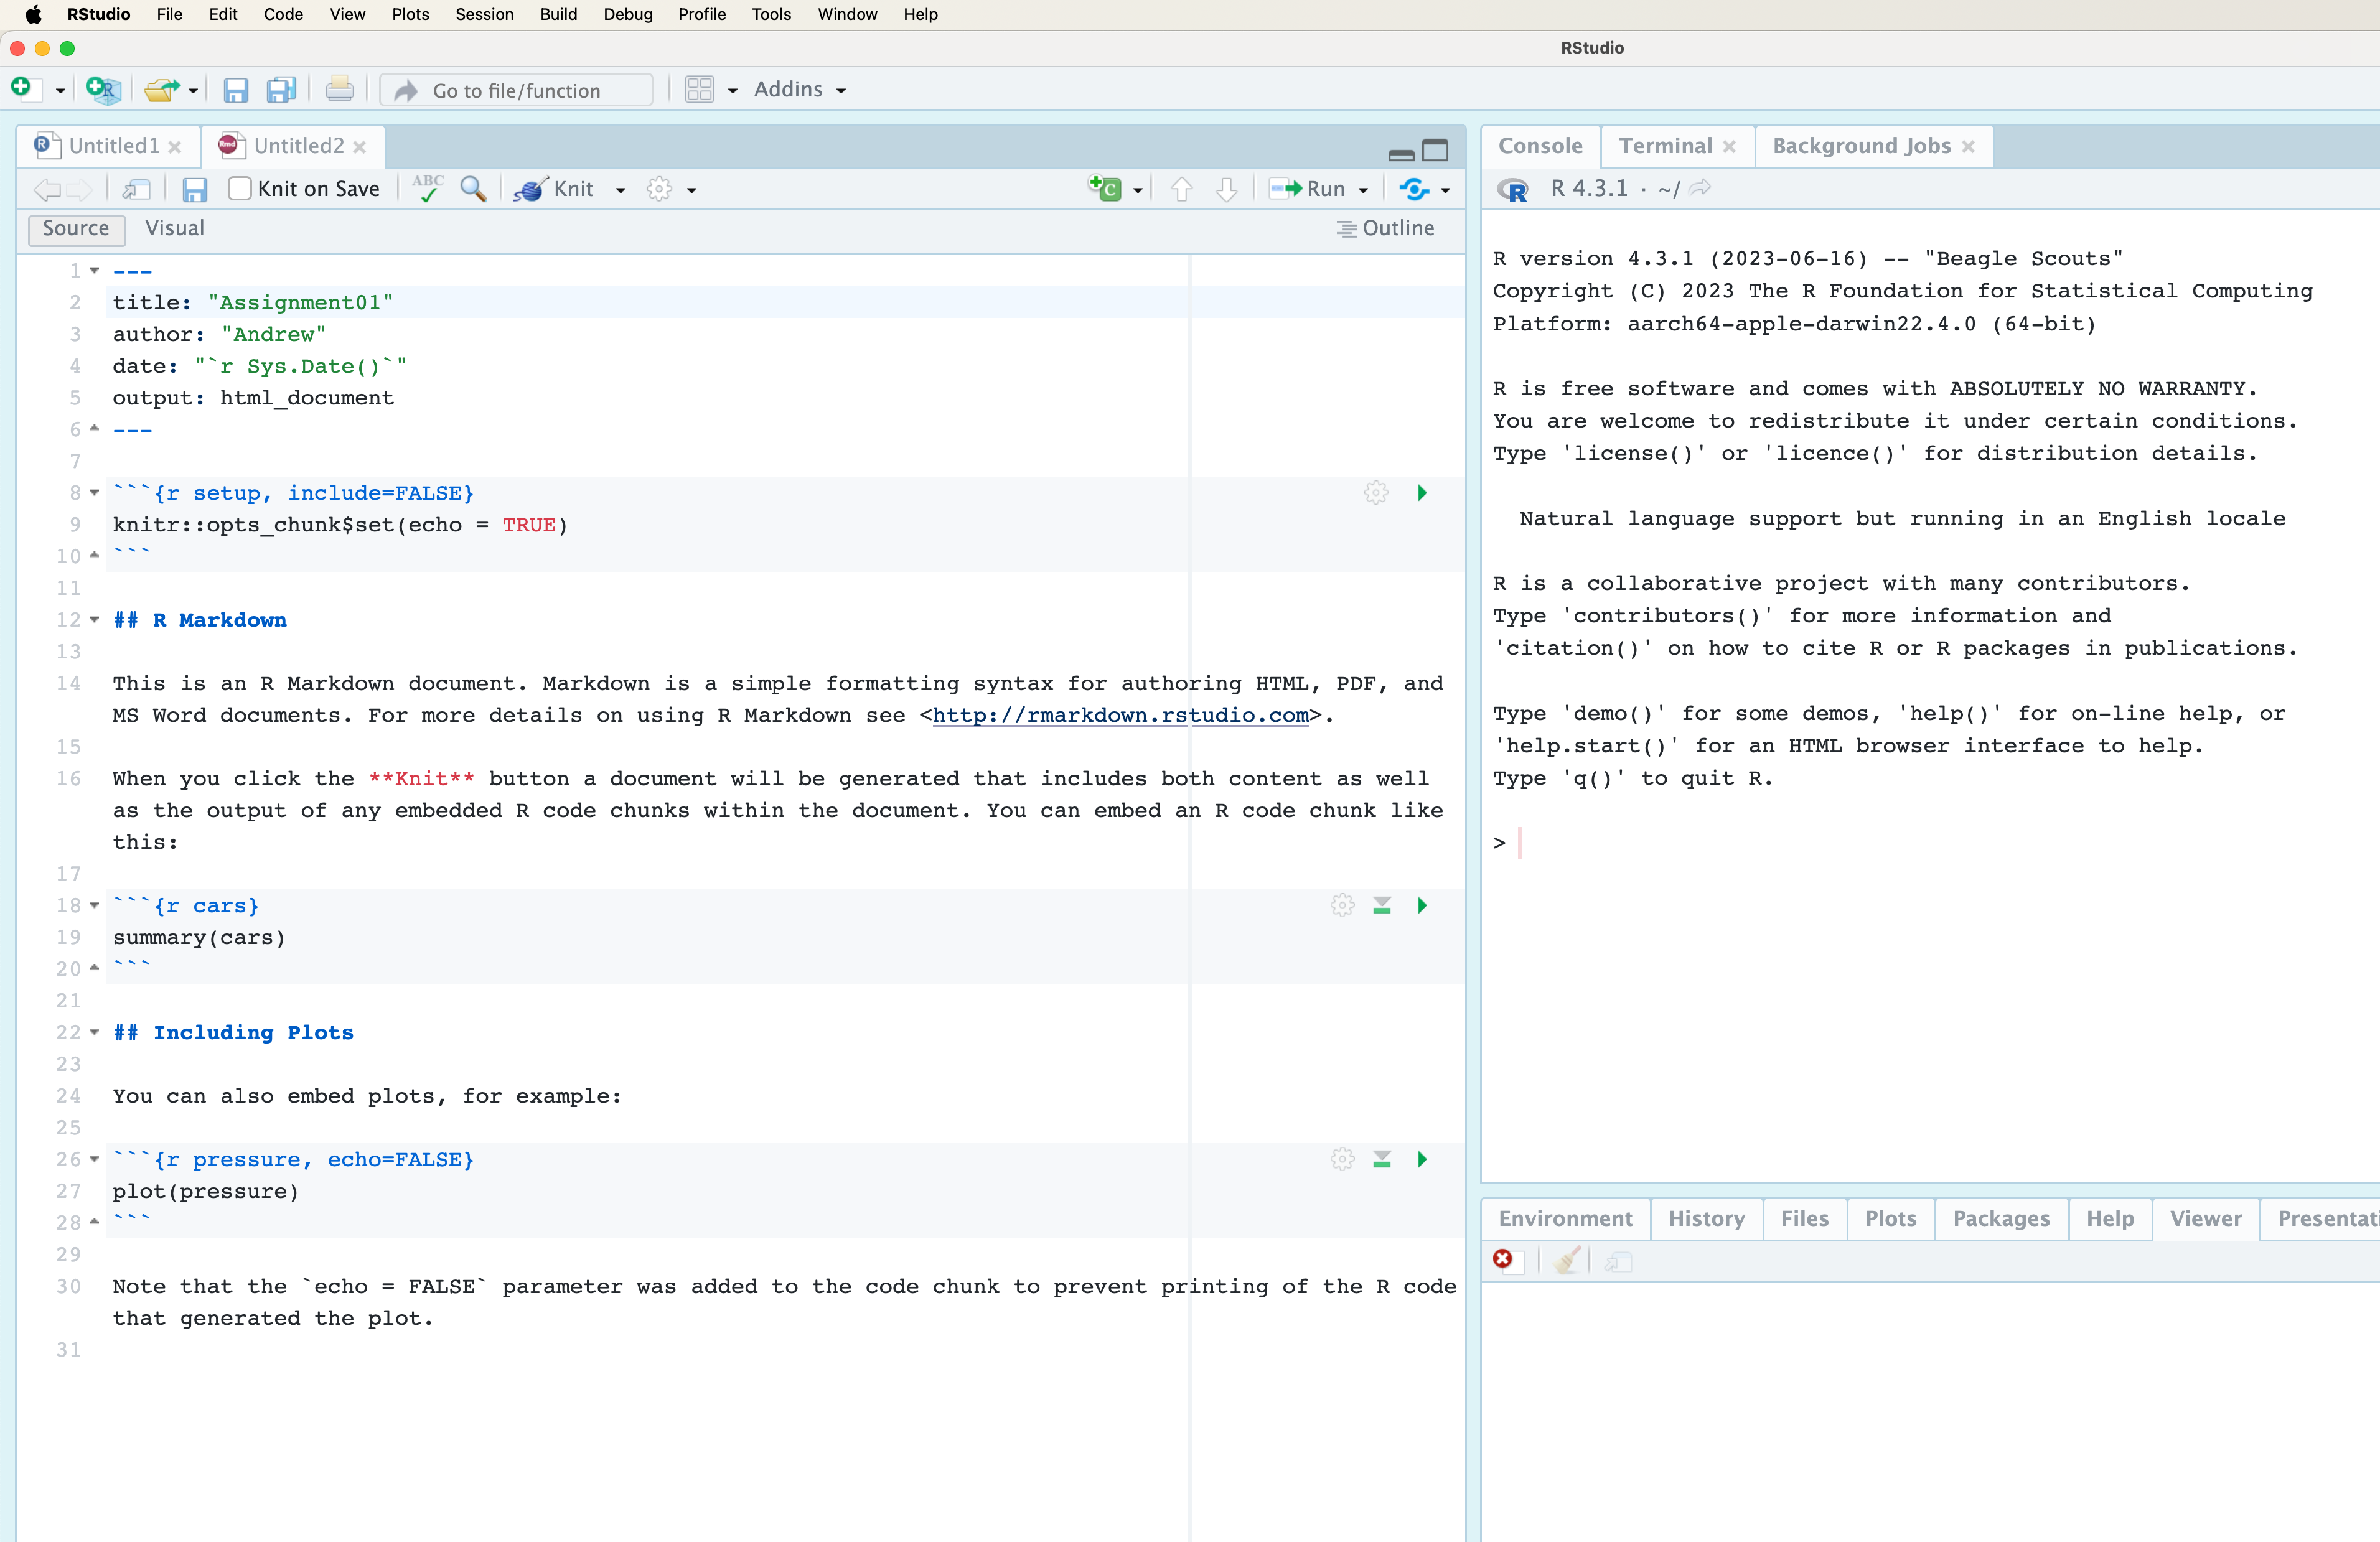 RStudio File Edit Code View Plots Session Build Debug Profile Tools Window Help
RStudio
Go to file/function Addins
Untitled1 Untitled2
Knit on Save ABC Knit Run
Source Visual Outline
1 ---
2 title: "Assignment01"
3 author: "Andrew"
4 date: "`r Sys.Date()`"
5 output: html_document
6 ---
7
8 ```{r setup, include=FALSE}
9 knitr::opts_chunk$set(echo = TRUE)
10 ```
11
12 ## R Markdown
13
14 This is an R Markdown document. Markdown is a simple formatting syntax for authoring HTML, PDF, and
MS Word documents. For more details on using R Markdown see <http://rmarkdown.rstudio.com>.
15
16 When you click the **Knit** button a document will be generated that includes both content as well
as the output of any embedded R code chunks within the document. You can embed an R code chunk like
this:
17
18 ```{r cars}
19 summary(cars)
20 ```
21
22 ## Including Plots
23
24 You can also embed plots, for example:
25
26 ```{r pressure, echo=FALSE}
27 plot(pressure)
28 ```
29
30 Note that the `echo = FALSE` parameter was added to the code chunk to prevent printing of the R code
that generated the plot.
31
Console Terminal Background Jobs
R 4.3.1 · ~/
R version 4.3.1 (2023-06-16) -- "Beagle Scouts"
Copyright (C) 2023 The R Foundation for Statistical Computing
Platform: aarch64-apple-darwin22.4.0 (64-bit)
R is free software and comes with ABSOLUTELY NO WARRANTY.
You are welcome to redistribute it under certain conditions.
Type 'license()' or 'licence()' for distribution details.
Natural language support but running in an English locale
R is a collaborative project with many contributors.
Type 'contributors()' for more information and
'citation()' on how to cite R or R packages in publications.
Type 'demo()' for some demos, 'help()' for on-line help, or
'help.start()' for an HTML browser interface to help.
Type 'q()' to quit R.
>
Environment History Files Plots Packages Help Viewer Presentat